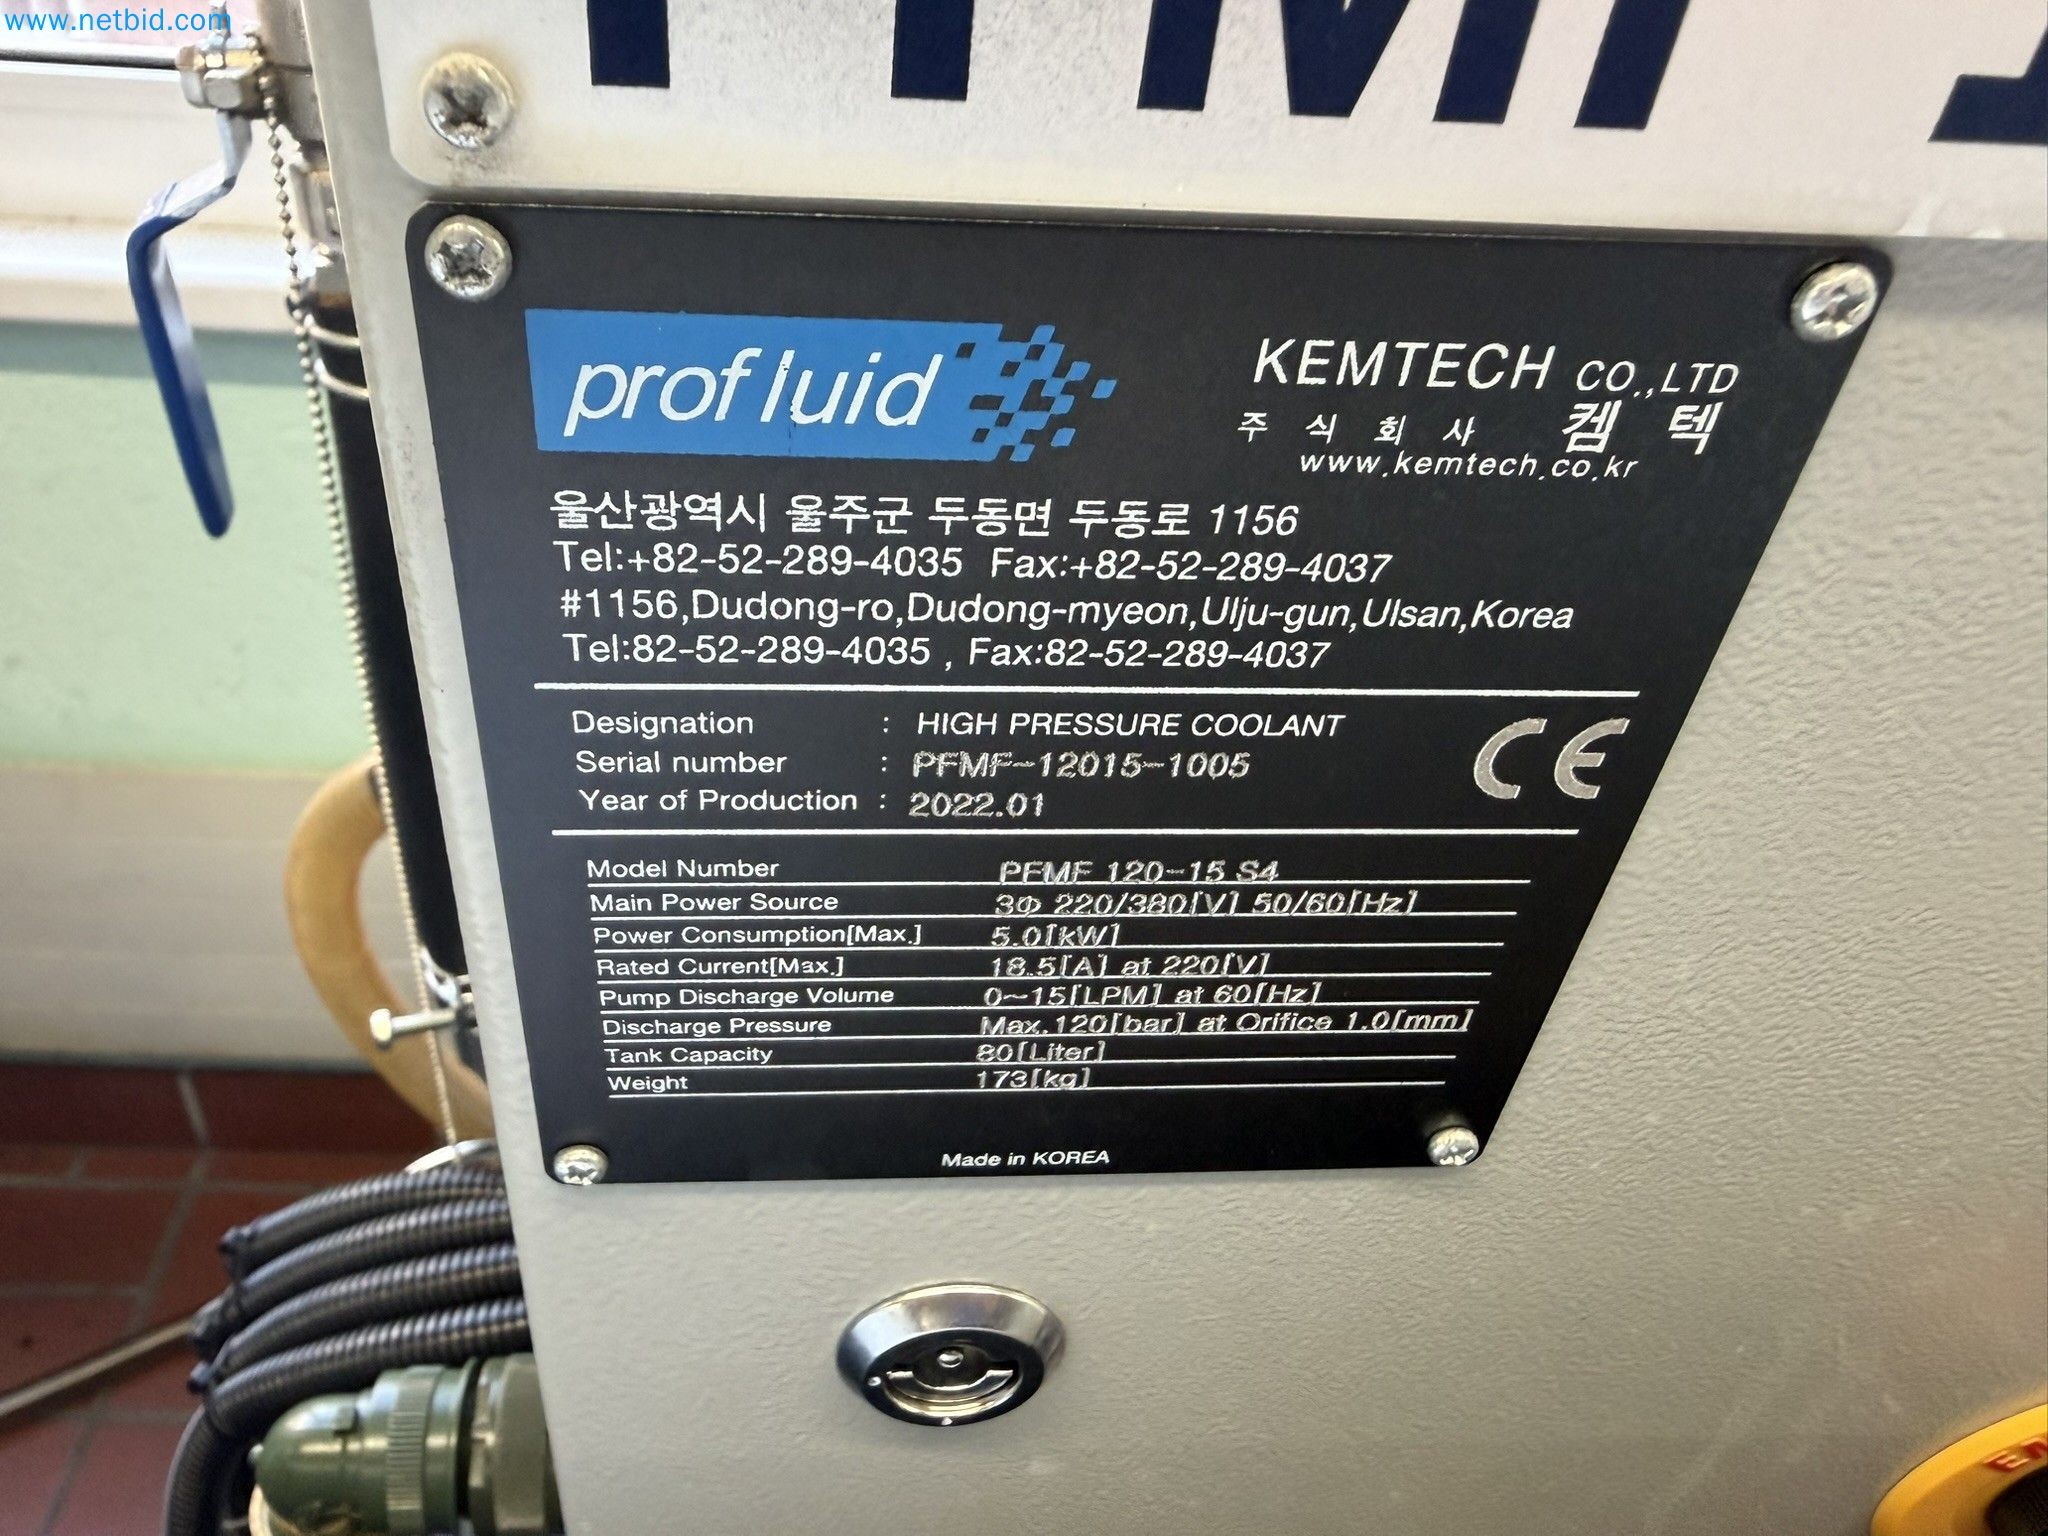 www.netbid.com
profluid
KEMTECH CO.,LTD
주 식 회 사 켐 텍
www.kemtech.co.kr
울산광역시 울주군 두동면 두동로 1156
Tel:+82-52-289-4035 Fax:+82-52-289-4037
#1156,Dudong-ro,Dudong-myeon,Ulju-gun,Ulsan,Korea
Tel:82-52-289-4035 , Fax:82-52-289-4037
Designation : HIGH PRESSURE COOLANT
Serial number : PFMF-12015-1005
Year of Production : 2022.01
CE
Model Number PFMF 120-15 S4
Main Power Source 3Φ 220/380[V] 50/60[Hz]
Power Consumption[Max.] 5.0[kW]
Rated Current[Max.] 18.5[A] at 220[V]
Pump Discharge Volume 0~15[LPM] at 60[Hz]
Discharge Pressure Max.120[bar] at Orifice 1.0[mm]
Tank Capacity 80[Liter]
Weight 173[kg]
Made in KOREA